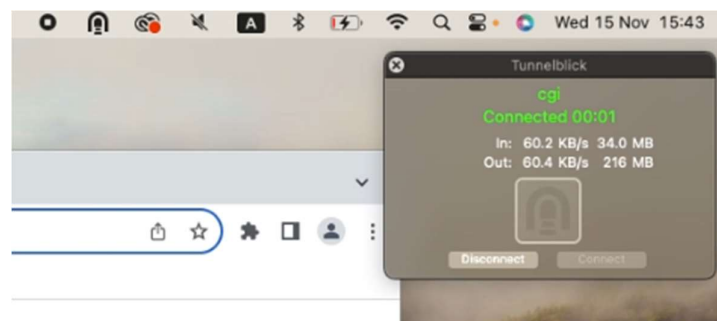 A Wed 15 Nov 15:43
Tunnelblick
cgi
Connected 00:01
In: 60.2 KB/s 34.0 MB
Out: 60.4 KB/s 216 MB
Disconnect Connect